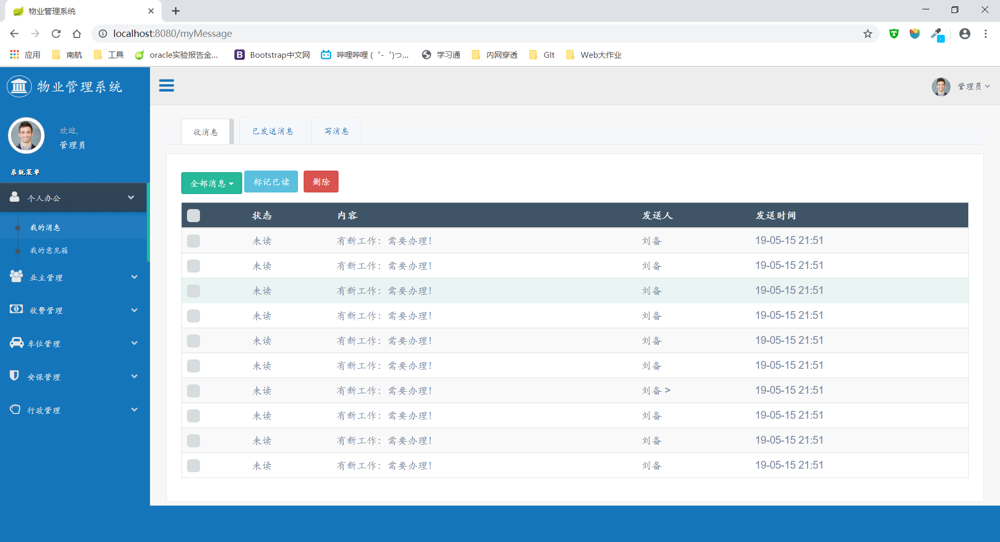 物业管理系统
localhost:8080/myMessage
应用 南航 工具 oracle实验报告金... Bootstrap中文网 哔哩哔哩 ( ゜- ゜)つ... 学习通 内网穿透 GIt Web大作业
物业管理系统
管理员
欢迎,
管理员
系统菜单
个人办公
我的消息
我的意见箱
业主管理
收费管理
车位管理
安保管理
行政管理
收消息 已发送消息 写消息
全部消息 标记已读 删除
状态 内容 发送人 发送时间
未读 有新工作：需要办理! 刘备 19-05-15 21:51
未读 有新工作：需要办理! 刘备 19-05-15 21:51
未读 有新工作：需要办理! 刘备 19-05-15 21:51
未读 有新工作：需要办理! 刘备 19-05-15 21:51
未读 有新工作：需要办理! 刘备 19-05-15 21:51
未读 有新工作：需要办理! 刘备 19-05-15 21:51
未读 有新工作：需要办理! 刘备 > 19-05-15 21:51
未读 有新工作：需要办理! 刘备 19-05-15 21:51
未读 有新工作：需要办理! 刘备 19-05-15 21:51
未读 有新工作：需要办理! 刘备 19-05-15 21:51